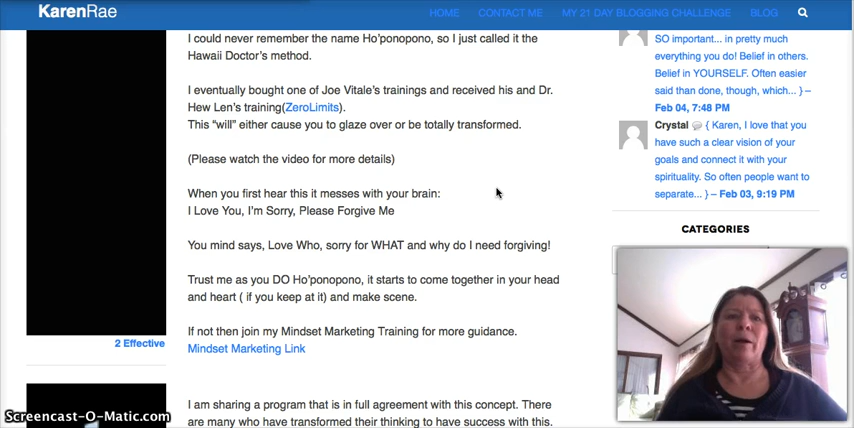 KarenRae
HOME CONTACT ME MY 21 DAY BLOGGING CHALLENGE BLOG
I could never remember the name Ho'ponopono, so I just called it the
Hawaii Doctor's method.
I eventually bought one of Joe Vitale's trainings and received his and Dr.
Hew Len's training(ZeroLimits).
This “will” either cause you to glaze over or be totally transformed.
(Please watch the video for more details)
When you first hear this it messes with your brain:
I Love You, I'm Sorry, Please Forgive Me
You mind says, Love Who, sorry for WHAT and why do I need forgiving!
Trust me as you DO Ho'ponopono, it starts to come together in your head
and heart ( if you keep at it) and make scene.
If not then join my Mindset Marketing Training for more guidance.
Mindset Marketing Link
I am sharing a program that is in full agreement with this concept. There
are many who have transformed their thinking to have success with this.
2 Effective
SO important... in pretty much
everything you do! Belief in others.
Belief in YOURSELF. Often easier
said than done, though, which... } –
Feb 04, 7:48 PM
Crystal { Karen, I love that you
have such a clear vision of your
goals and connect it with your
spirituality. So often people want to
separate... } – Feb 03, 9:19 PM
CATEGORIES
Screencast-O-Matic.com